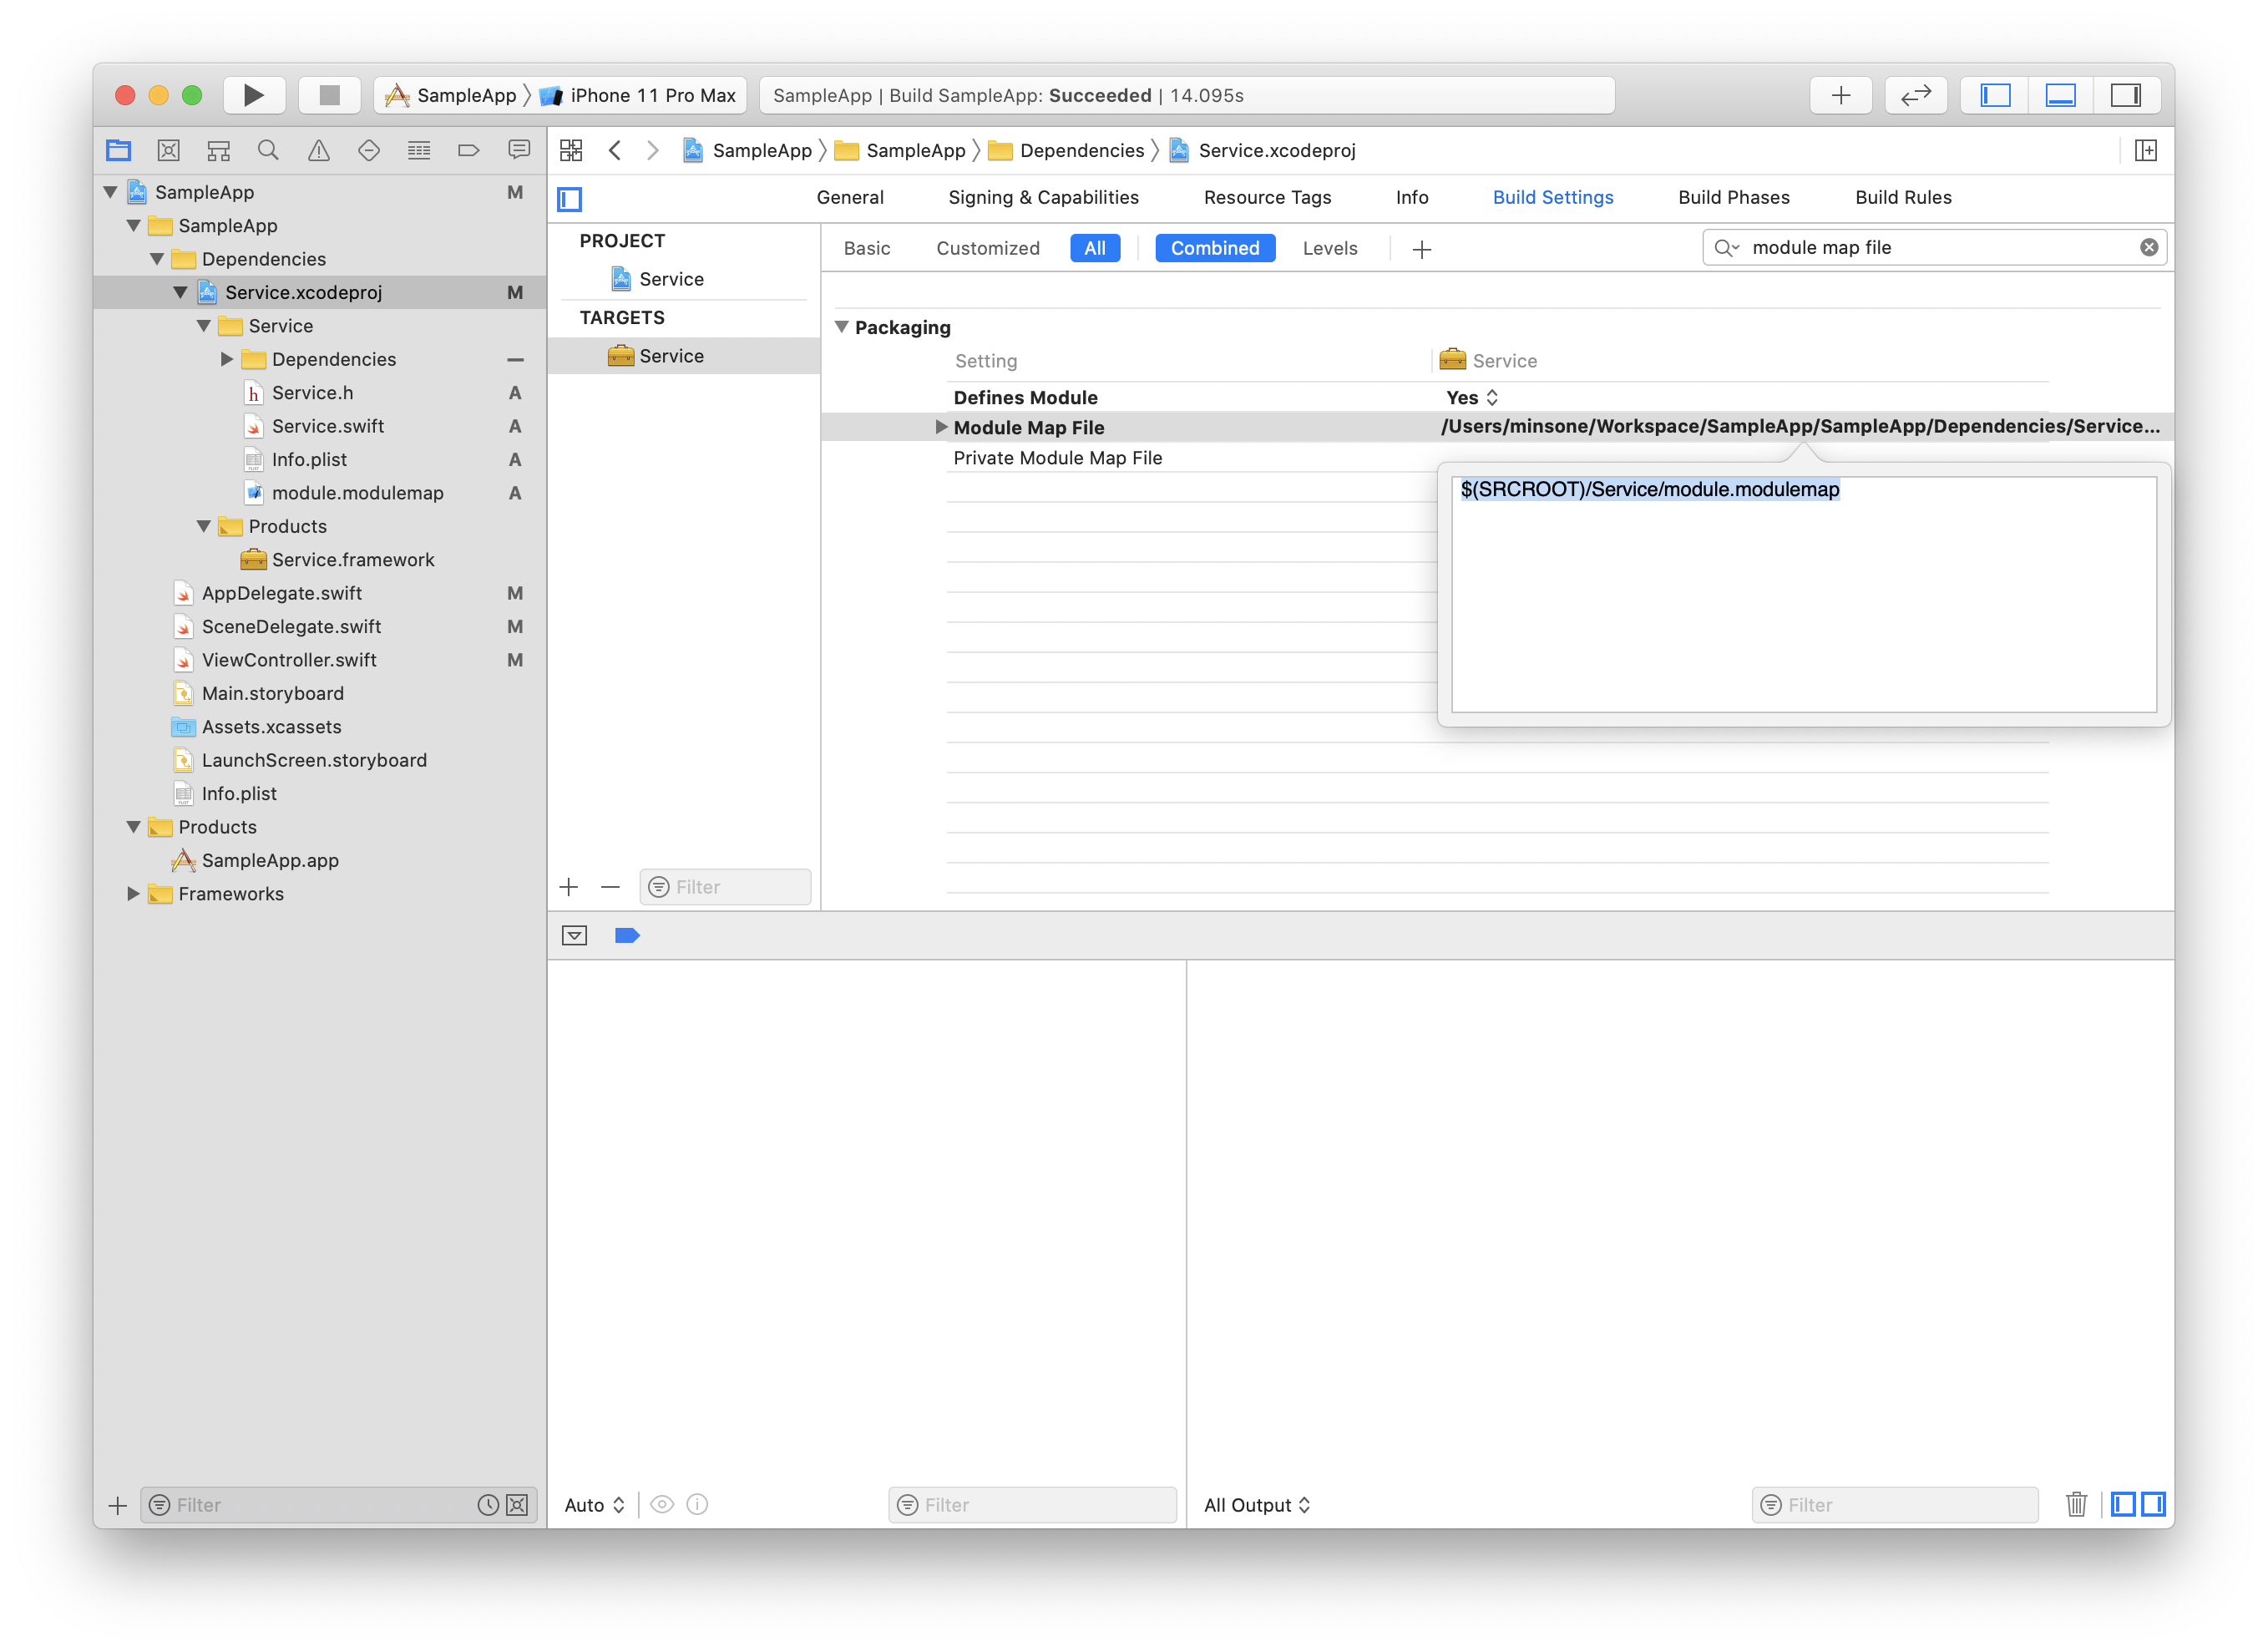 SampleApp 〉 iPhone 11 Pro Max
SampleApp | Build SampleApp: Succeeded | 14.095s
SampleApp 〉 SampleApp 〉 Dependencies 〉 Service.xcodeproj
SampleApp M
SampleApp
Dependencies
Service.xcodeproj M
Service
Dependencies
Service.h A
Service.swift A
Info.plist A
module.modulemap A
Products
Service.framework
AppDelegate.swift M
SceneDelegate.swift M
ViewController.swift M
Main.storyboard
Assets.xcassets
LaunchScreen.storyboard
Info.plist
Products
SampleApp.app
Frameworks
Filter
General Signing & Capabilities Resource Tags Info Build Settings Build Phases Build Rules
PROJECT
Service
TARGETS
Service
Filter
Basic Customized All Combined Levels module map file
Packaging
Setting Service
Defines Module Yes
Module Map File /Users/minsone/Workspace/SampleApp/SampleApp/Dependencies/Service...
Private Module Map File
$(SRCROOT)/Service/module.modulemap
Auto Filter
All Output Filter